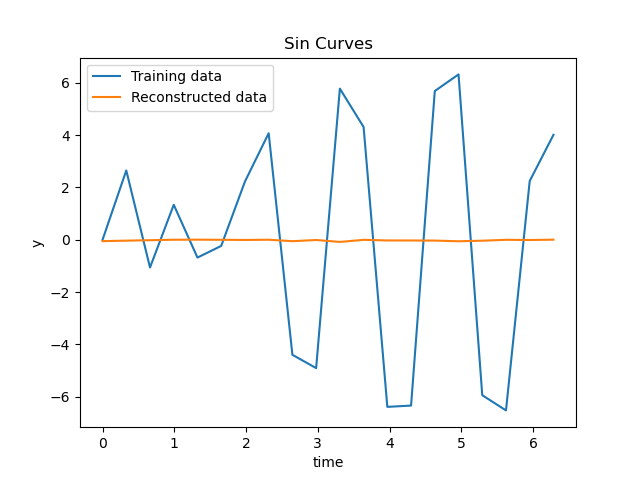 Sin Curves
Training data
Reconstructed data
6
4
2
0
−2
−4
−6
y
0 1 2 3 4 5 6
time